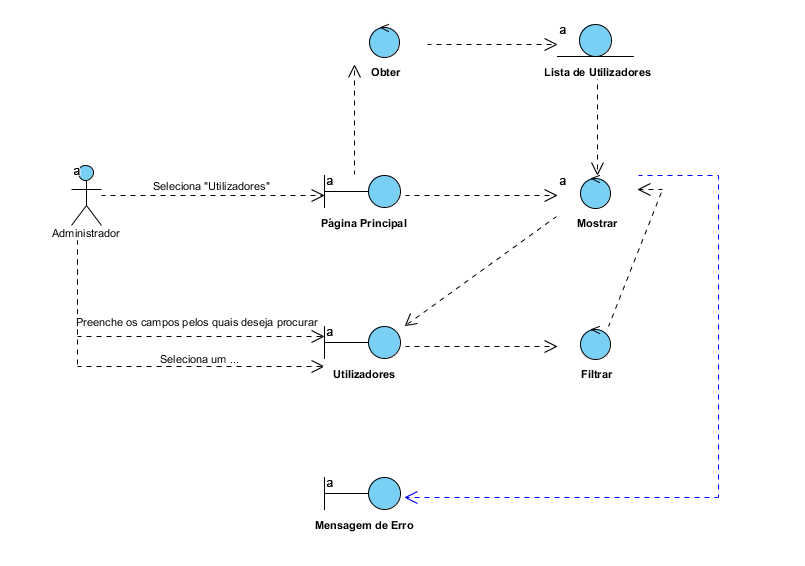 a
Obter
Lista de Utilizadores
a
Administrador
Seleciona "Utilizadores"
a
Página Principal
a
Mostrar
Preenche os campos pelos quais deseja procurar
Seleciona um ...
a
Utilizadores
Filtrar
a
Mensagem de Erro